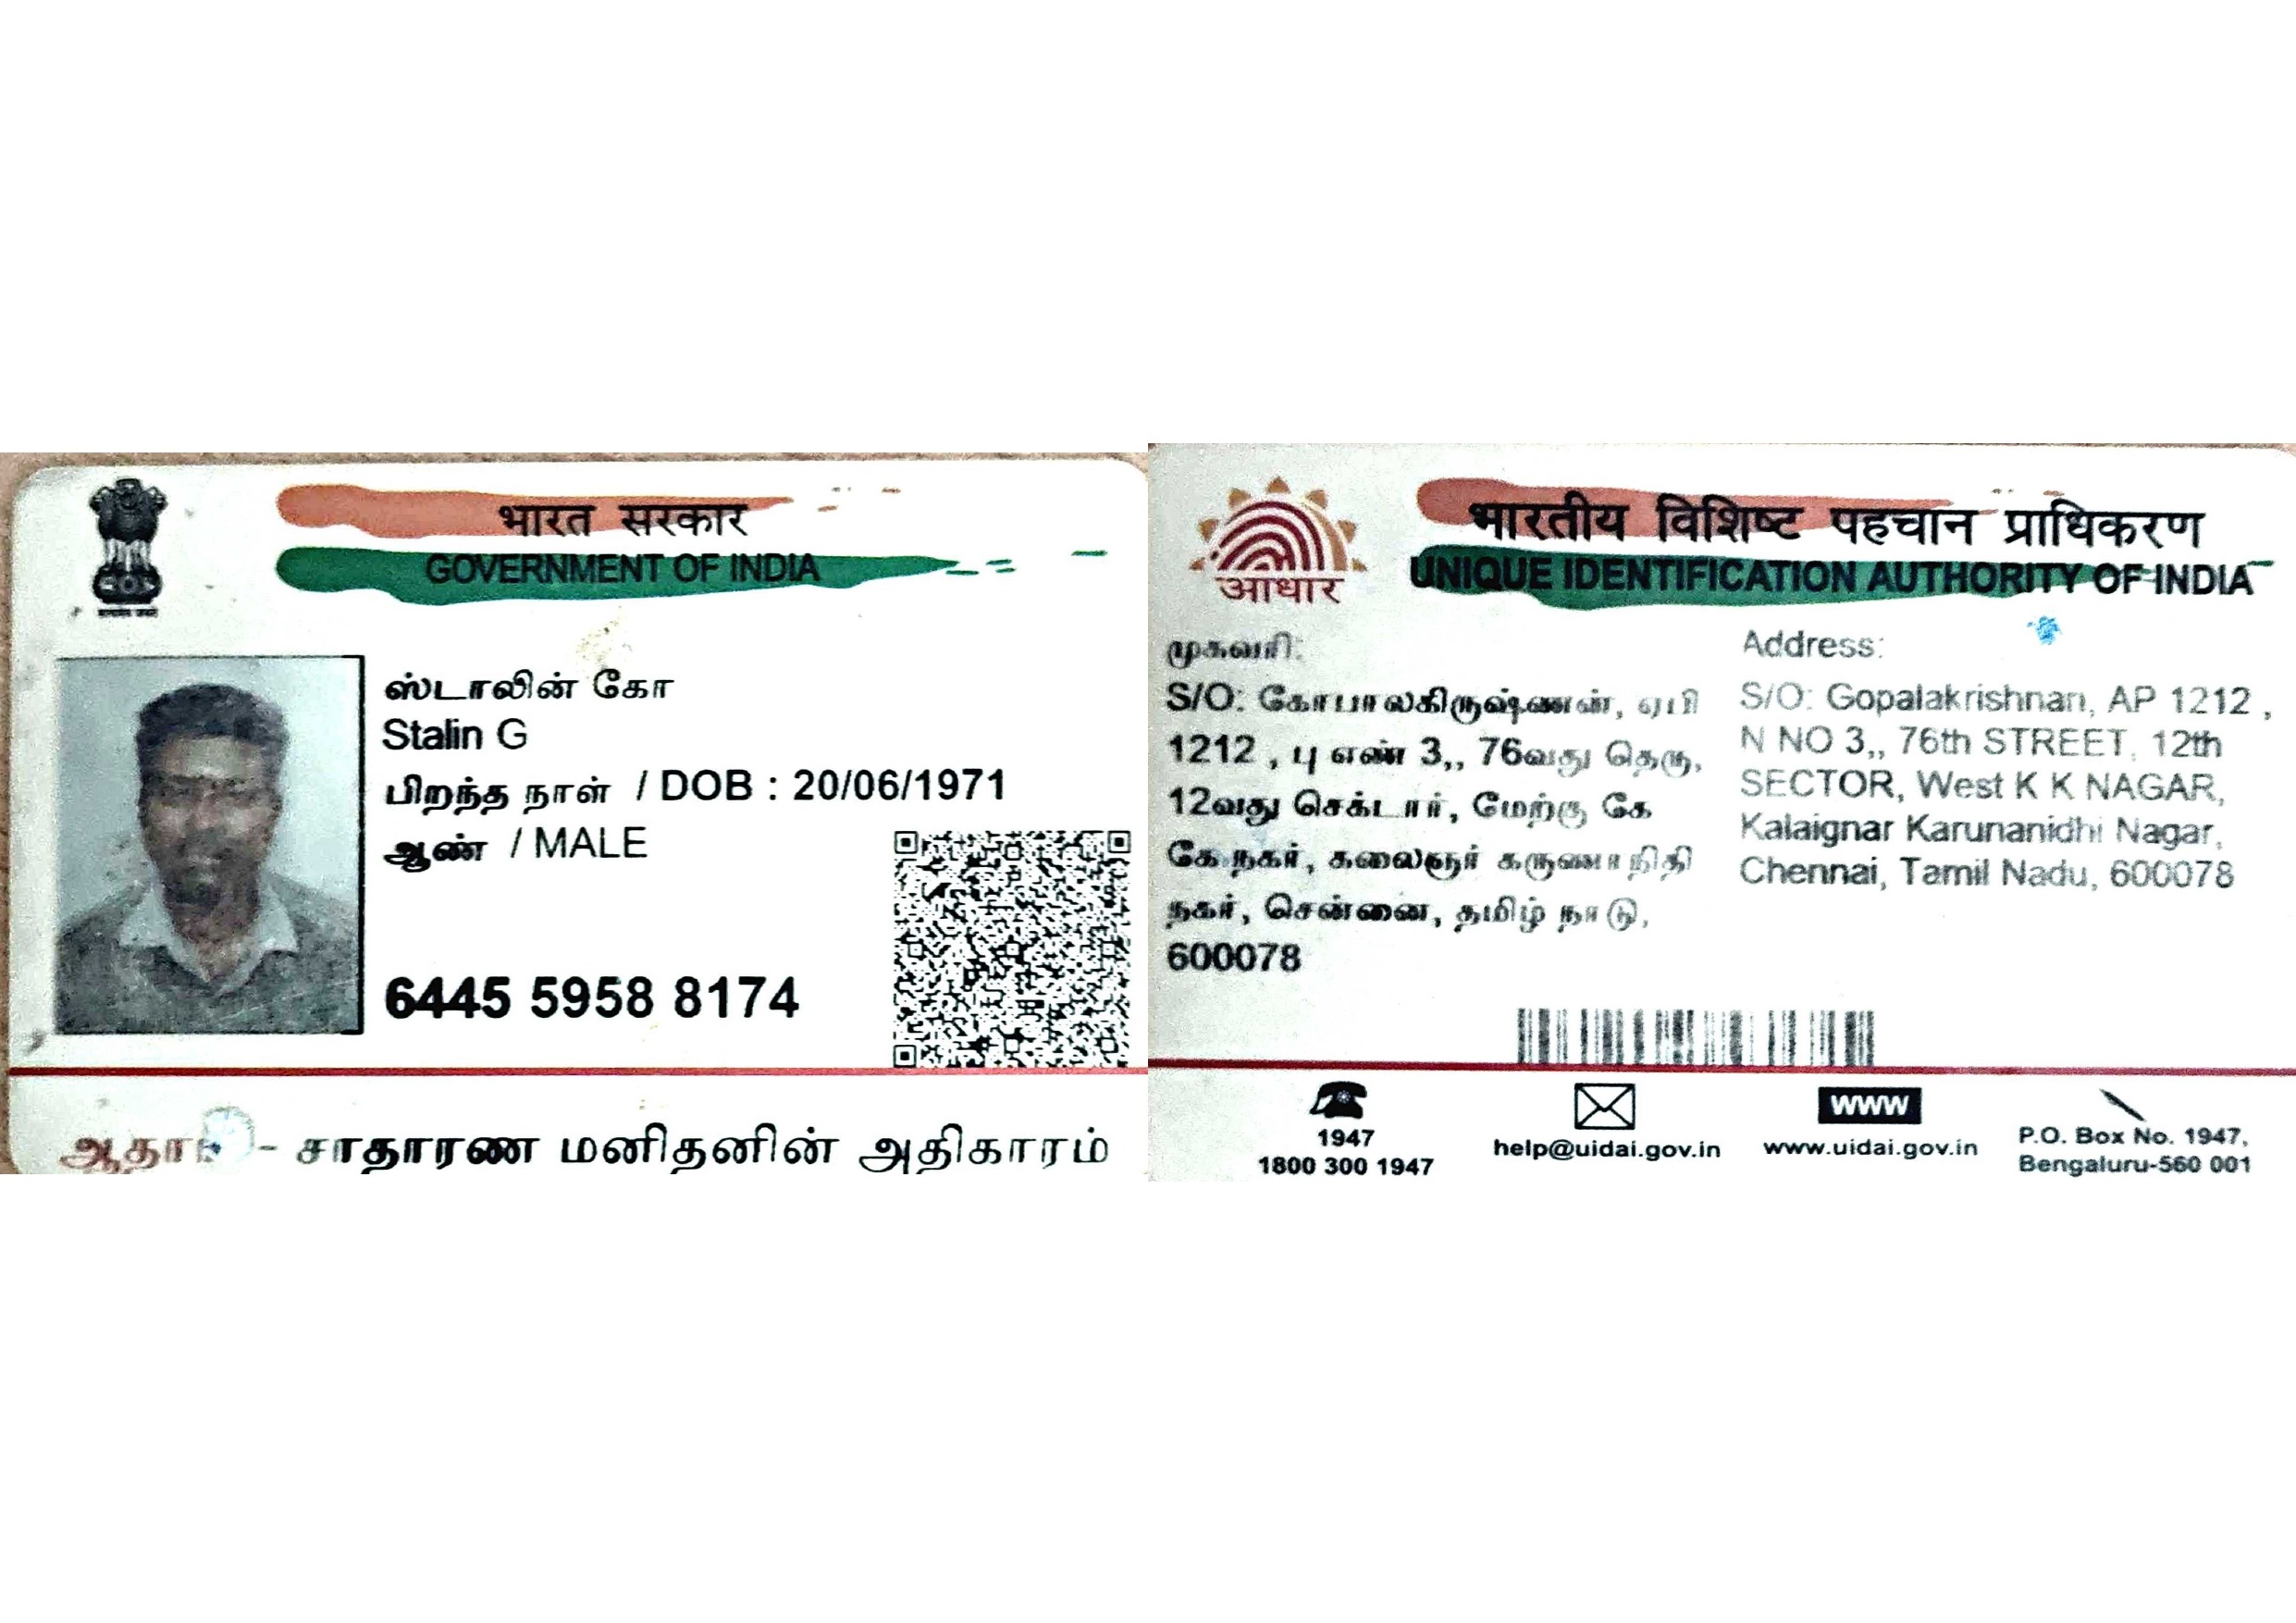 भारत सरकार
GOVERNMENT OF INDIA
ஸ்டாலின் கோ
Stalin G
பிறந்த நாள் / DOB : 20/06/1971
ஆண் / MALE
6445 5958 8174
- சாதாரண மனிதனின் அதிகாரம்
आधार
भारतीय विशिष्ट पहचान प्राधिकरण
UNIQUE IDENTIFICATION AUTHORITY OF INDIA
முகவரி:
S/O: கோபாலகிருஷ்ணன், ஏபி
1212 , பு எண் 3,, 76வது தெரு,
12வது செக்டார், மேற்கு கே
கே நகர், கலைஞர் கருணாநிதி
நகர், சென்னை, தமிழ் நாடு,
600078
Address:
S/O: Gopalakrishnan, AP 1212 ,
N NO 3,, 76th STREET, 12th
SECTOR, West K K NAGAR,
Kalaignar Karunanidhi Nagar,
Chennai, Tamil Nadu, 600078
1947
1800 300 1947
help@uidai.gov.in
www
www.uidai.gov.in
P.O. Box No. 1947,
Bengaluru-560 001